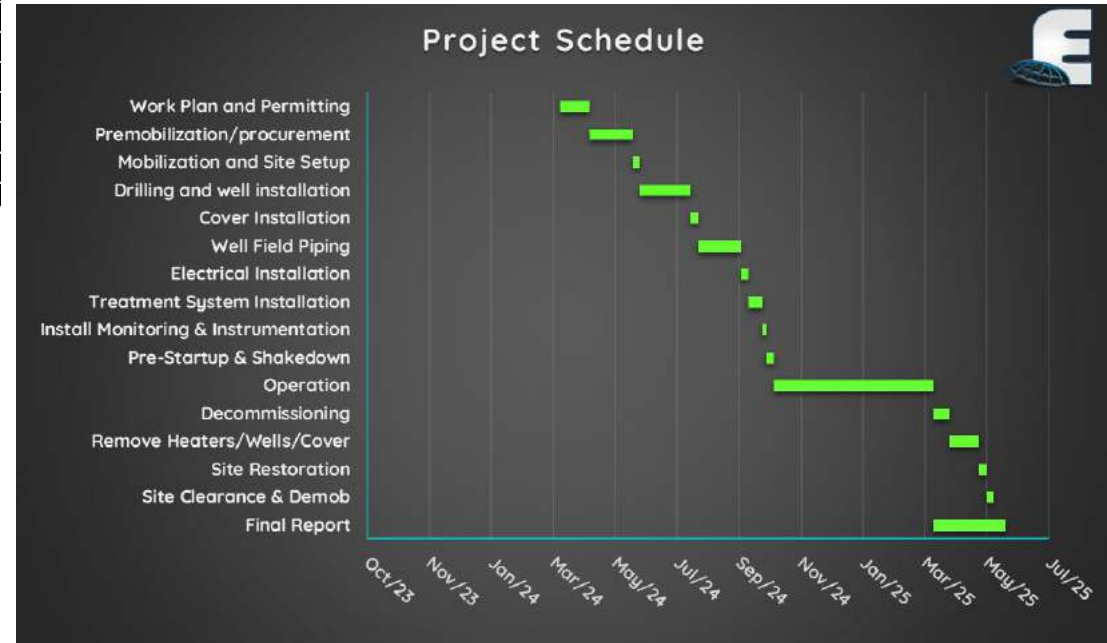 Project Schedule
E
Work Plan and Permitting
Premobilization/procurement
Mobilization and Site Setup
Drilling and well installation
Cover Installation
Well Field Piping
Electrical Installation
Treatment System Installation
Install Monitoring & Instrumentation
Pre-Startup & Shakedown
Operation
Decommissioning
Remove Heaters/Wells/Cover
Site Restoration
Site Clearance & Demob
Final Report
Oct/23
Nov/23
Jan/24
Mar/24
May/24
Jul/24
Sep/24
Nov/24
Jan/25
Mar/25
May/25
Jul/25